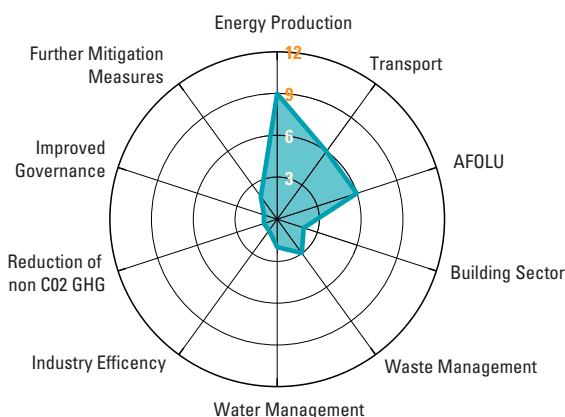 Energy Production
12
9
6
3
Transport
AFOLU
Building Sector
Waste Management
Water Management
Industry Efficency
Reduction of
non C02 GHG
Improved
Governance
Further Mitigation
Measures